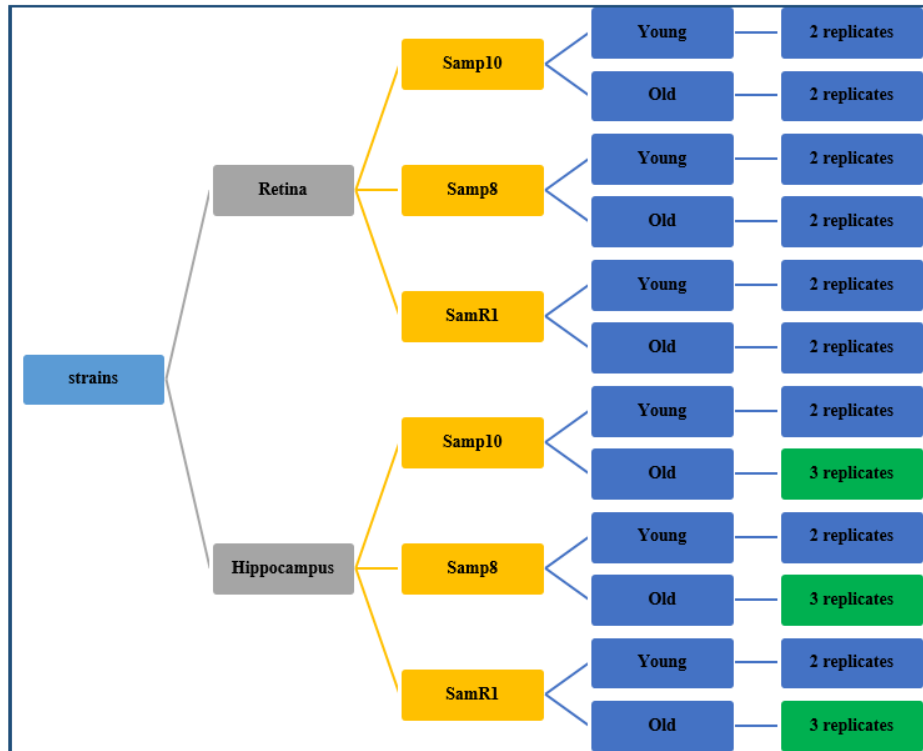 Young
2 replicates
Samp10
Old
2 replicates
Young
2 replicates
Retina
Samp8
Old
2 replicates
Young
2 replicates
SamR1
Old
2 replicates
strains
Young
2 replicates
Samp10
Old
3 replicates
Young
2 replicates
Hippocampus
Samp8
Old
3 replicates
Young
2 replicates
SamR1
Old
3 replicates